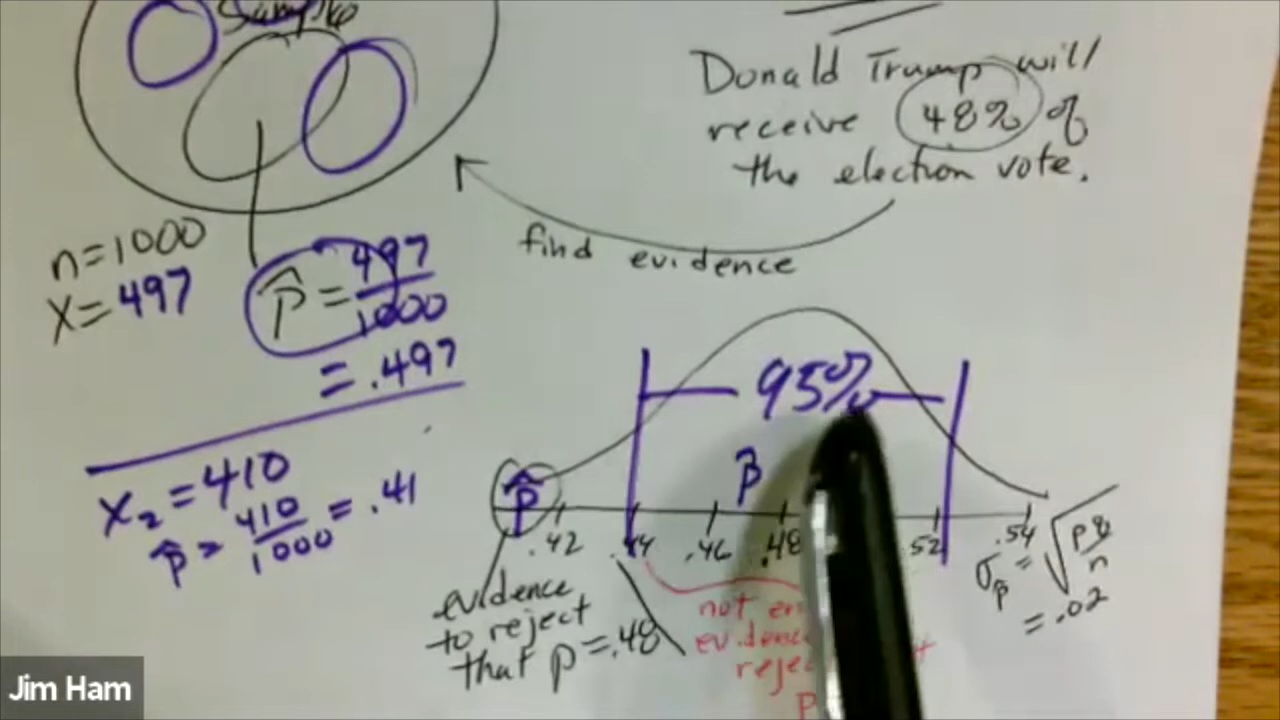 Sample
Donald Trump will
receive 48% of
the election vote.
find evidence
n=1000
x=497
p̂ = 497/1000
= .497
x₂ = 410
p̂ = 410/1000 = .41
95%
p̂
p̂
.42 .44 .46 .48 .52 .54
σp̂ = √pq/n
= .02
evidence
to reject
that p=.48
not
evidence
Jim Ham